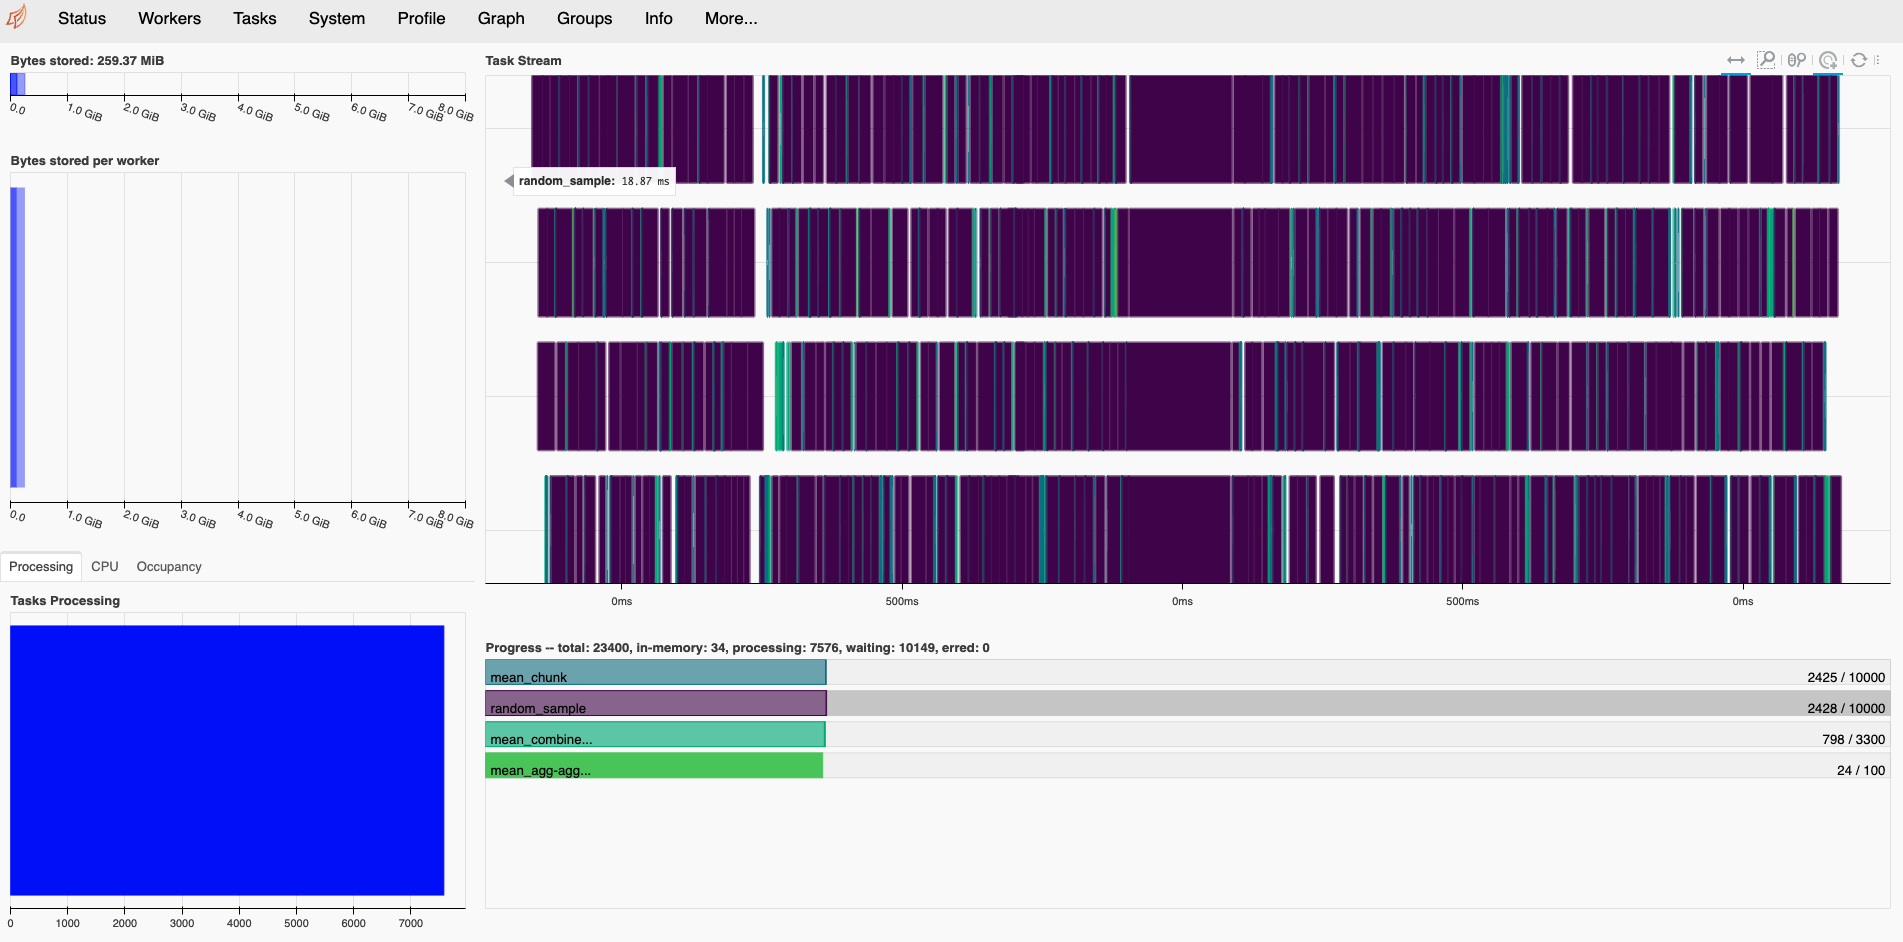 Status Workers Tasks System Profile Graph Groups Info More...
Bytes stored: 259.37 MiB
0.0 1.0 GiB 2.0 GiB 3.0 GiB 4.0 GiB 5.0 GiB 6.0 GiB 7.0 GiB 8.0 GiB
Bytes stored per worker
0.0 1.0 GiB 2.0 GiB 3.0 GiB 4.0 GiB 5.0 GiB 6.0 GiB 7.0 GiB 8.0 GiB
Processing CPU Occupancy
Tasks Processing
0 1000 2000 3000 4000 5000 6000 7000
Task Stream
random_sample: 18.87 ms
0ms 500ms 0ms 500ms 0ms
Progress -- total: 23400, in-memory: 34, processing: 7576, waiting: 10149, erred: 0
mean_chunk 2425 / 10000
random_sample 2428 / 10000
mean_combine... 798 / 3300
mean_agg-agg... 24 / 100